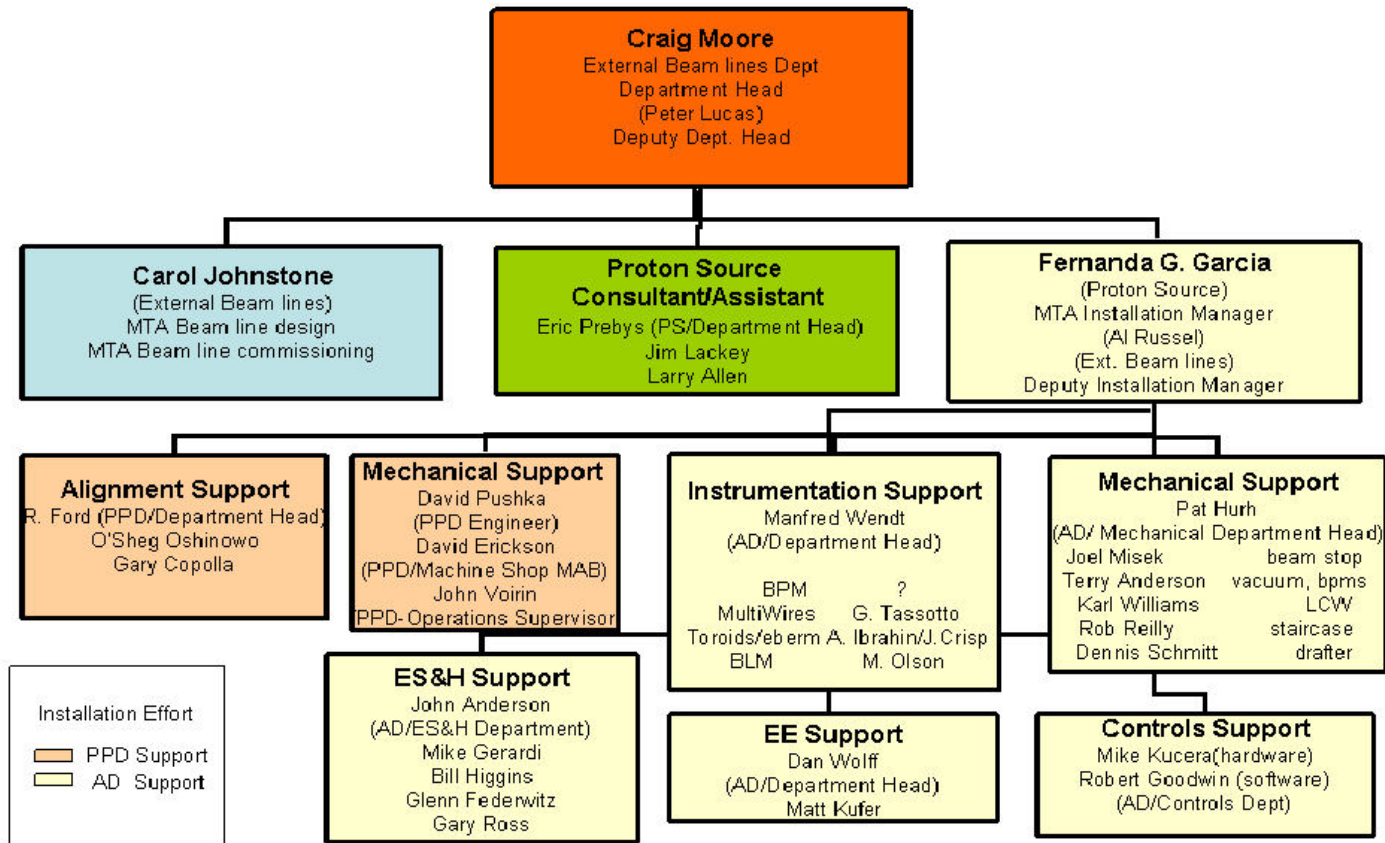 Craig Moore
External Beam lines Dept
Department Head
(Peter Lucas)
Deputy Dept. Head
Carol Johnstone
(External Beam lines)
MTA Beam line design
MTA Beam line commissioning
Proton Source
Consultant/Assistant
Eric Prebys (PS/Department Head)
Jim Lackey
Larry Allen
Fernanda G. Garcia
(Proton Source)
MTA Installation Manager
(Al Russel)
(Ext. Beam lines)
Deputy Installation Manager
Alignment Support
R. Ford (PPD/Department Head)
O'Sheg Oshinowo
Gary Copolla
Mechanical Support
David Pushka
(PPD Engineer)
David Erickson
(PPD/Machine Shop MAB)
John Voirin
(PPD-Operations Supervisor
Instrumentation Support
Manfred Wendt
(AD/Department Head)
BPM ?
MultiWires G. Tassotto
Toroids/eberm A. Ibrahin/J.Crisp
BLM M. Olson
Mechanical Support
Pat Hurh
(AD/ Mechanical Department Head)
Joel Misek beam stop
Terry Anderson vacuum, bpms
Karl Williams LCW
Rob Reilly staircase
Dennis Schmitt drafter
Installation Effort
PPD Support
AD Support
ES&H Support
John Anderson
(AD/ES&H Department)
Mike Gerardi
Bill Higgins
Glenn Federwitz
Gary Ross
EE Support
Dan Wolff
(AD/Department Head)
Matt Kufer
Controls Support
Mike Kucera(hardware)
Robert Goodwin (software)
(AD/Controls Dept)